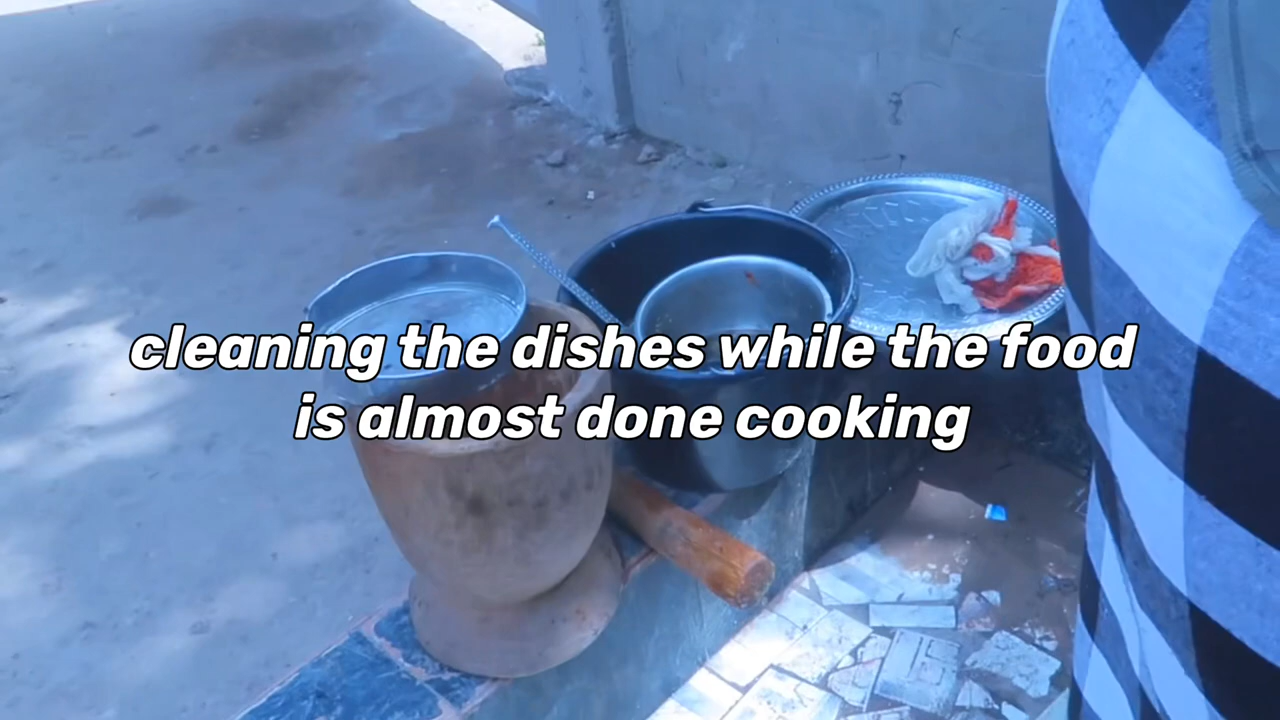 cleaning the dishes while the food
is almost done cooking